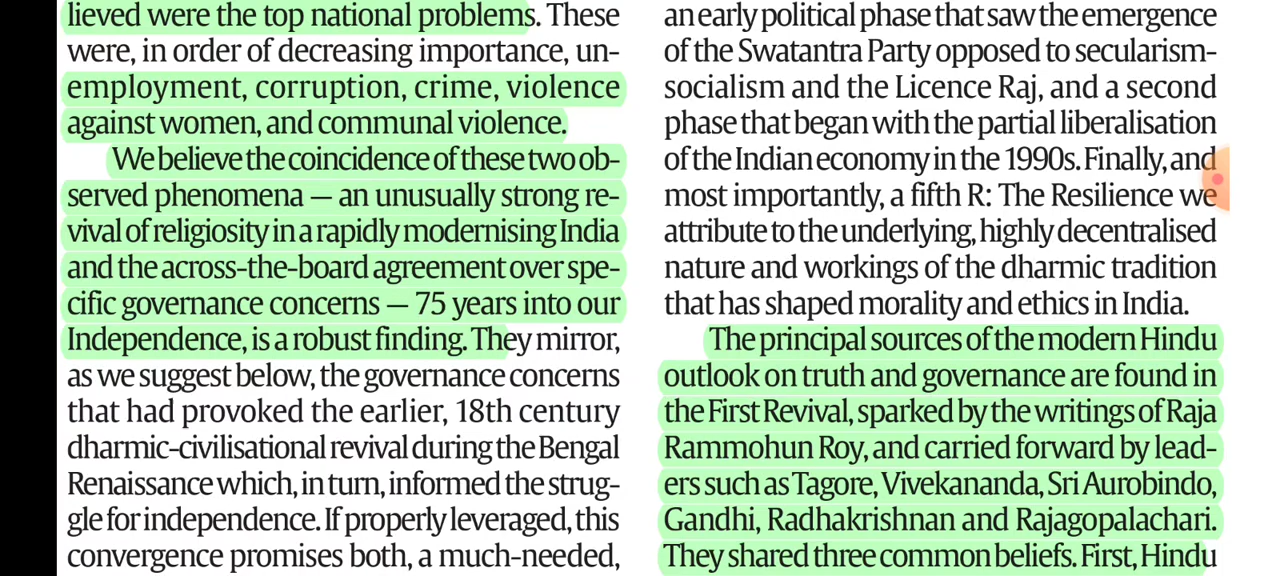 lieved were the top national problems. These
were, in order of decreasing importance, un-
employment, corruption, crime, violence
against women, and communal violence.
We believe the coincidence of these two ob-
served phenomena — an unusually strong re-
vival of religiosity in a rapidly modernising India
and the across-the-board agreement over spe-
cific governance concerns — 75 years into our
Independence, is a robust finding. They mirror,
as we suggest below, the governance concerns
that had provoked the earlier, 18th century
dharmic-civilisational revival during the Bengal
Renaissance which, in turn, informed the strug-
gle for independence. If properly leveraged, this
convergence promises both, a much-needed,
an early political phase that saw the emergence
of the Swatantra Party opposed to secularism-
socialism and the Licence Raj, and a second
phase that began with the partial liberalisation
of the Indian economy in the 1990s. Finally, and
most importantly, a fifth R: The Resilience we
attribute to the underlying, highly decentralised
nature and workings of the dharmic tradition
that has shaped morality and ethics in India.
The principal sources of the modern Hindu
outlook on truth and governance are found in
the First Revival, sparked by the writings of Raja
Rammohun Roy, and carried forward by lead-
ers such as Tagore, Vivekananda, Sri Aurobindo,
Gandhi, Radhakrishnan and Rajagopalachari.
They shared three common beliefs. First, Hindu